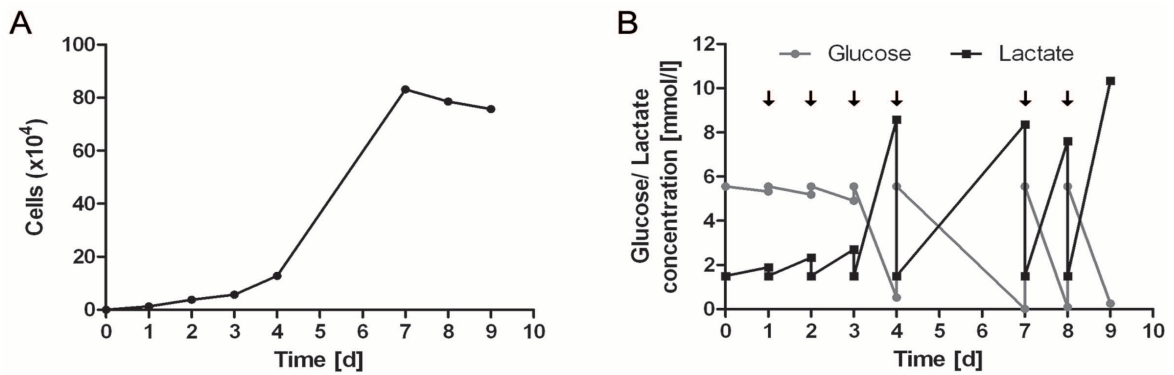 A
Cells (x10⁴)
100
80
60
40
20
0
0 1 2 3 4 5 6 7 8 9 10
Time [d]
B
Glucose Lactate
Glucose/ Lactate
concentration [mmol/l]
12
10
8
6
4
2
0
0 1 2 3 4 5 6 7 8 9 10
Time [d]